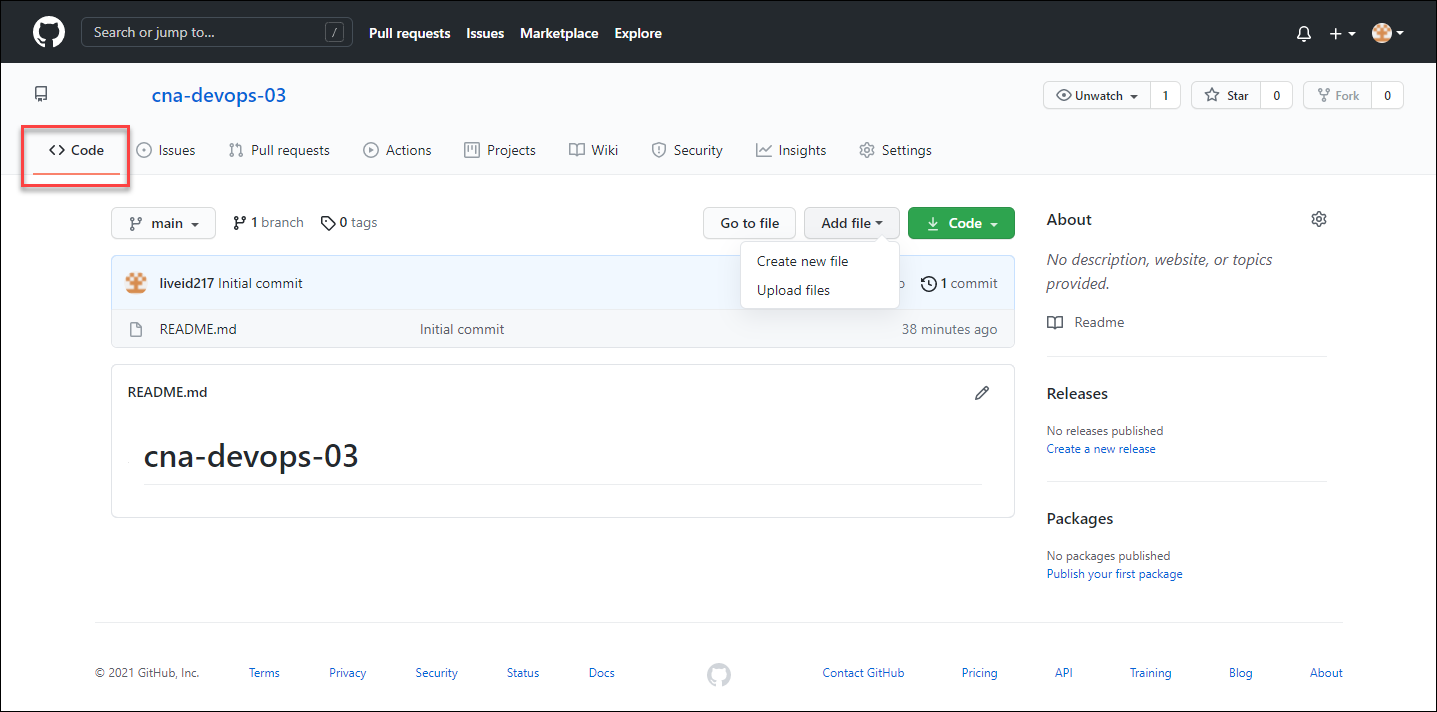 Search or jump to... /
Pull requests Issues Marketplace Explore
cna-devops-03
Unwatch 1 Star 0 Fork 0
Code Issues Pull requests Actions Projects Wiki Security Insights Settings
main 1 branch 0 tags Go to file Add file Code
Create new file
Upload files
liveid217 Initial commit 1 commit
README.md Initial commit 38 minutes ago
README.md
cna-devops-03
About
No description, website, or topics
provided.
Readme
Releases
No releases published
Create a new release
Packages
No packages published
Publish your first package
© 2021 GitHub, Inc. Terms Privacy Security Status Docs Contact GitHub Pricing API Training Blog About